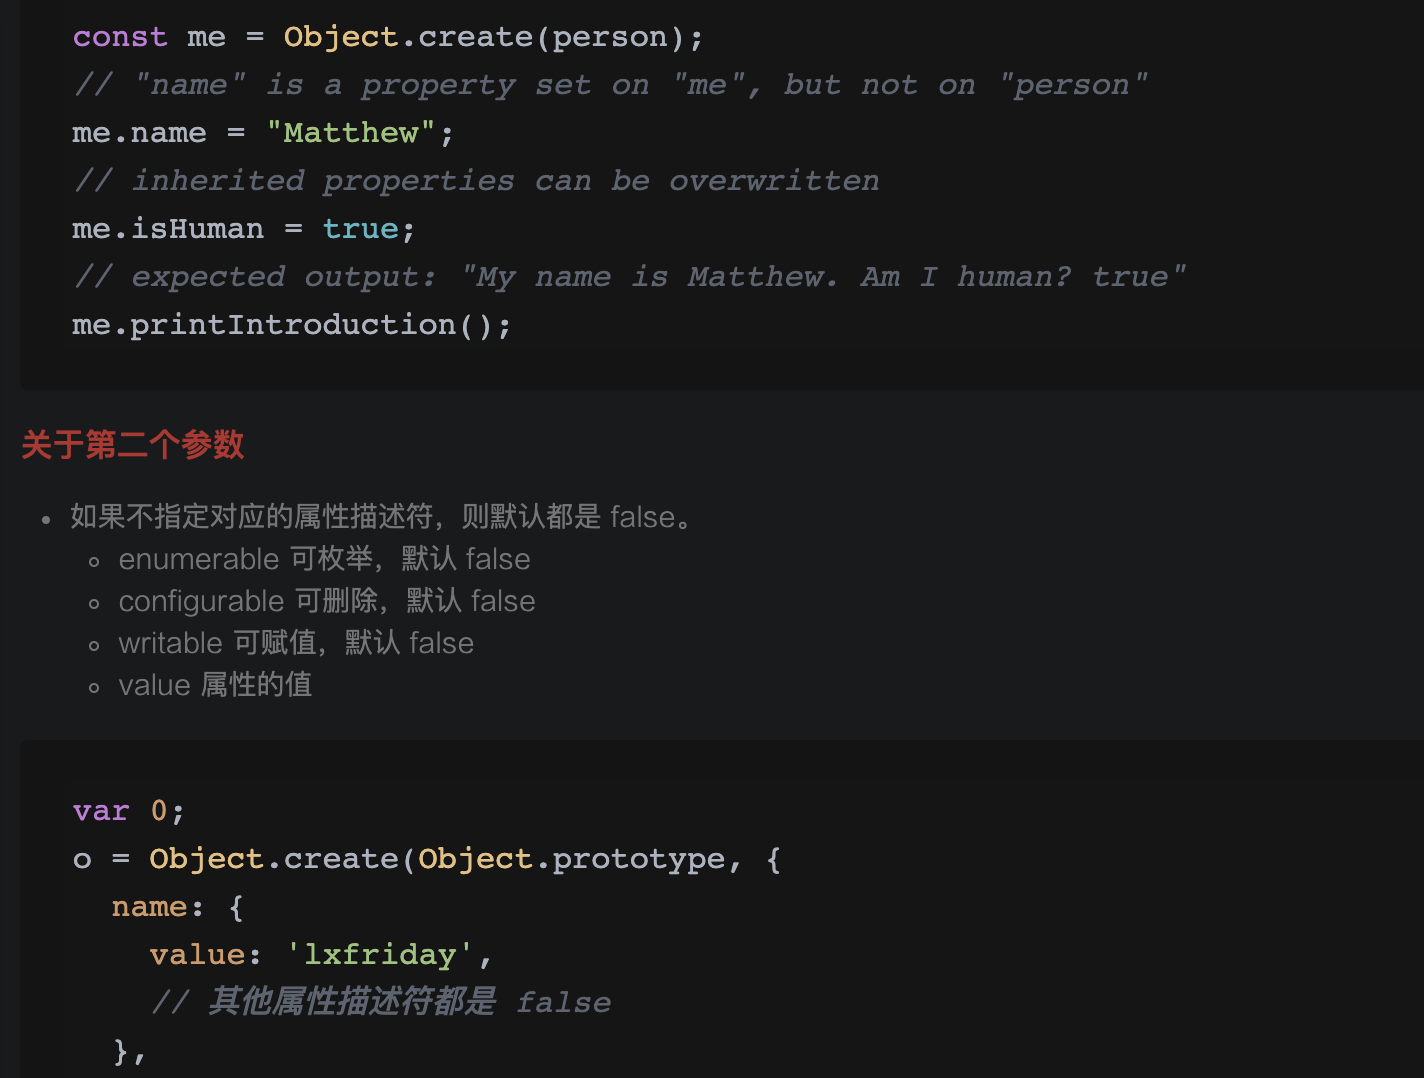 const me = Object.create(person);
// "name" is a property set on "me", but not on "person"
me.name = "Matthew";
// inherited properties can be overwritten
me.isHuman = true;
// expected output: "My name is Matthew. Am I human? true"
me.printIntroduction();
关于第二个参数
如果不指定对应的属性描述符，则默认都是 false。
enumerable 可枚举，默认 false
configurable 可删除，默认 false
writable 可赋值，默认 false
value 属性的值
var 0;
o = Object.create(Object.prototype, {
name: {
value: 'lxfriday',
// 其他属性描述符都是 false
},